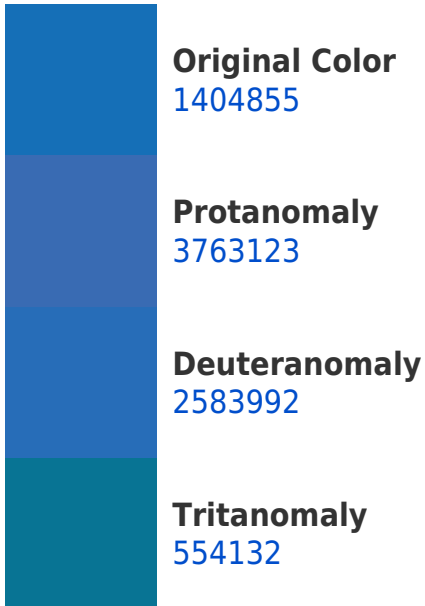 Original Color
1404855
Protanomaly
3763123
Deuteranomaly
2583992
Tritanomaly
554132